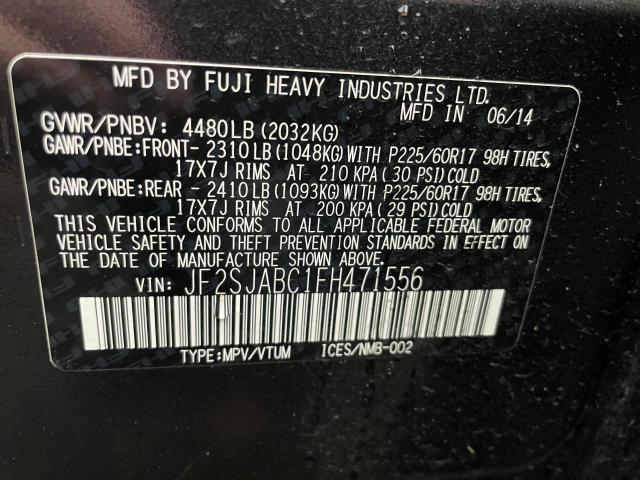 MFD BY FUJI HEAVY INDUSTRIES LTD.
MFD IN 06/14
GVWR/PNBV: 4480LB(2032KG)
GAWR/PNBE:FRONT- 2310LB(1048KG)WITH P225/60R17 98H TIRES,
17X7J RIMS AT 210 KPA( 30 PSI)COLD
GAWR/PNBE:REAR - 2410LB(1093KG)WITH P225/60R17 98H TIRES,
17X7J RIMS AT 200 KPA(29 PSI)COLD
THIS VEHICLE CONFORMS TO ALL APPLICABLE FEDERAL MOTOR
VEHICLE SAFETY AND THEFT PREVENTION STANDARDS IN EFFECT ON
THE DATE OF MANUFACTURE SHOWN ABOVE.
VIN: JF2SJABC1FH471556
TYPE:MPV/VTUM ICES/NMB-002